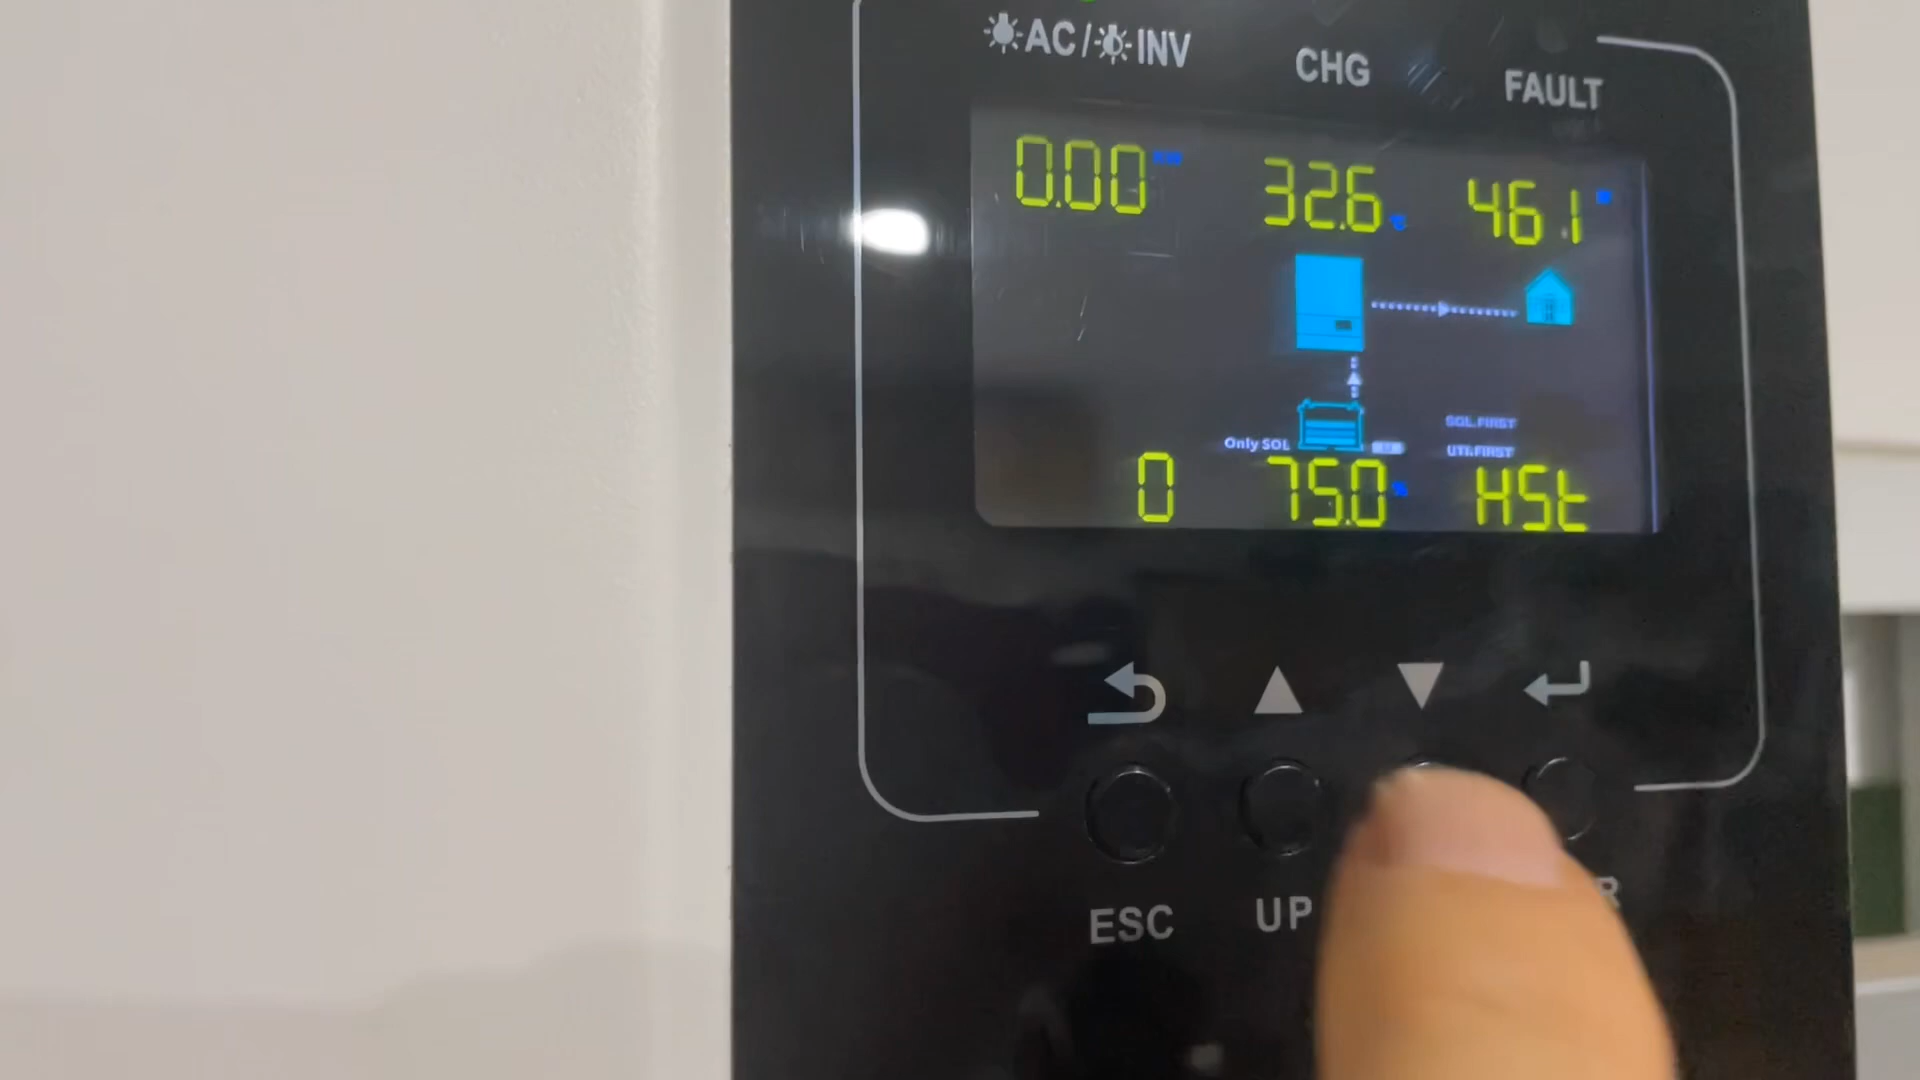 AC/ INV CHG FAULT
0.00 32.6 46.1
SOL.FIRST
Only SOL UTI.FIRST
0 75.0 % HSt
ESC UP R